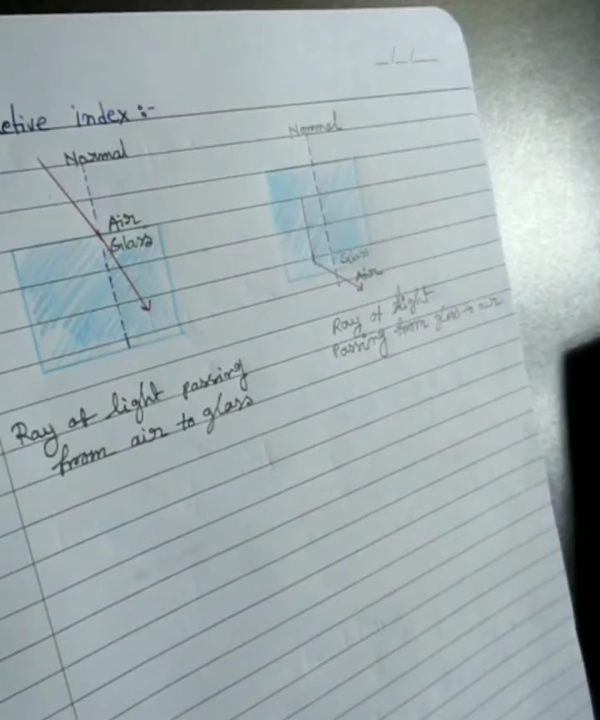 ective index:-
Normal
Air
Glass
Ray of light passing
from air to glass
Normal
Glass
Air
Ray of light
Passing from glass to air